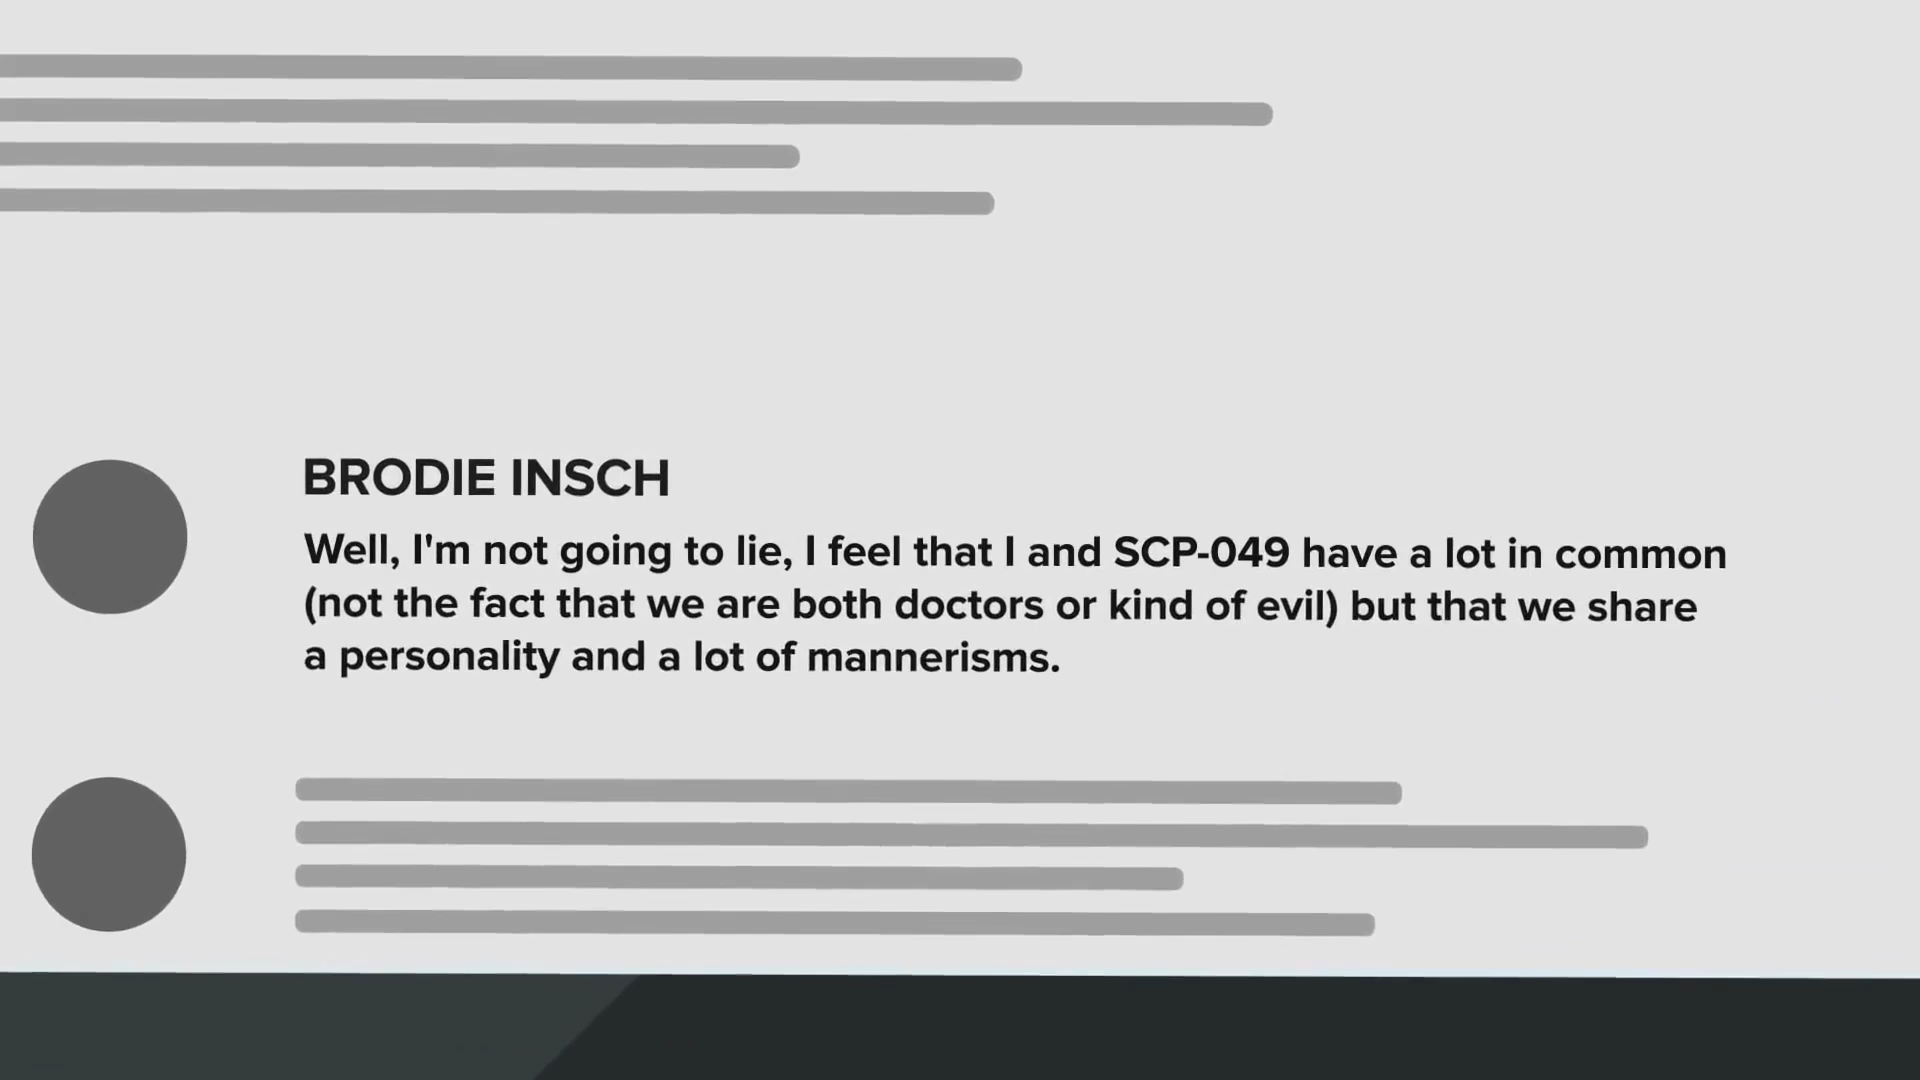 BRODIE INSCH
Well, I'm not going to lie, I feel that I and SCP-049 have a lot in common
(not the fact that we are both doctors or kind of evil) but that we share
a personality and a lot of mannerisms.